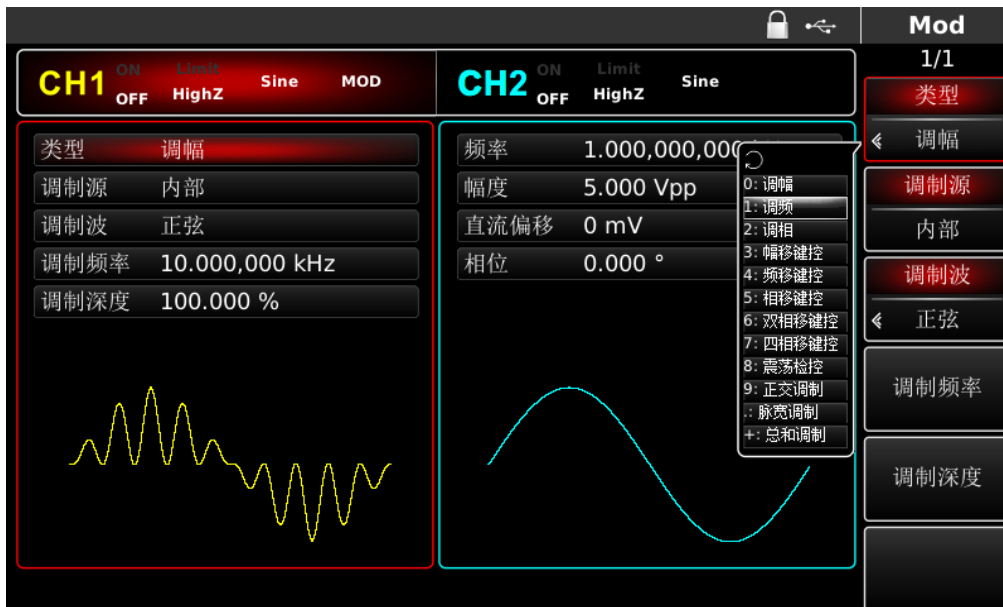 Mod
1/1
CH1 ON OFF Limit HighZ Sine MOD
CH2 ON OFF Limit HighZ Sine
类型 调幅
调制源 内部
调制波 正弦
调制频率 10.000,000 kHz
调制深度 100.000 %
频率 1.000,000,000
幅度 5.000 Vpp
直流偏移 0 mV
相位 0.000 °
0: 调幅
1: 调频
2: 调相
3: 幅移键控
4: 频移键控
5: 相移键控
6: 双相移键控
7: 四相移键控
8: 震荡检控
9: 正交调制
.: 脉宽调制
+: 总和调制
类型
调幅
调制源
内部
调制波
正弦
调制频率
调制深度